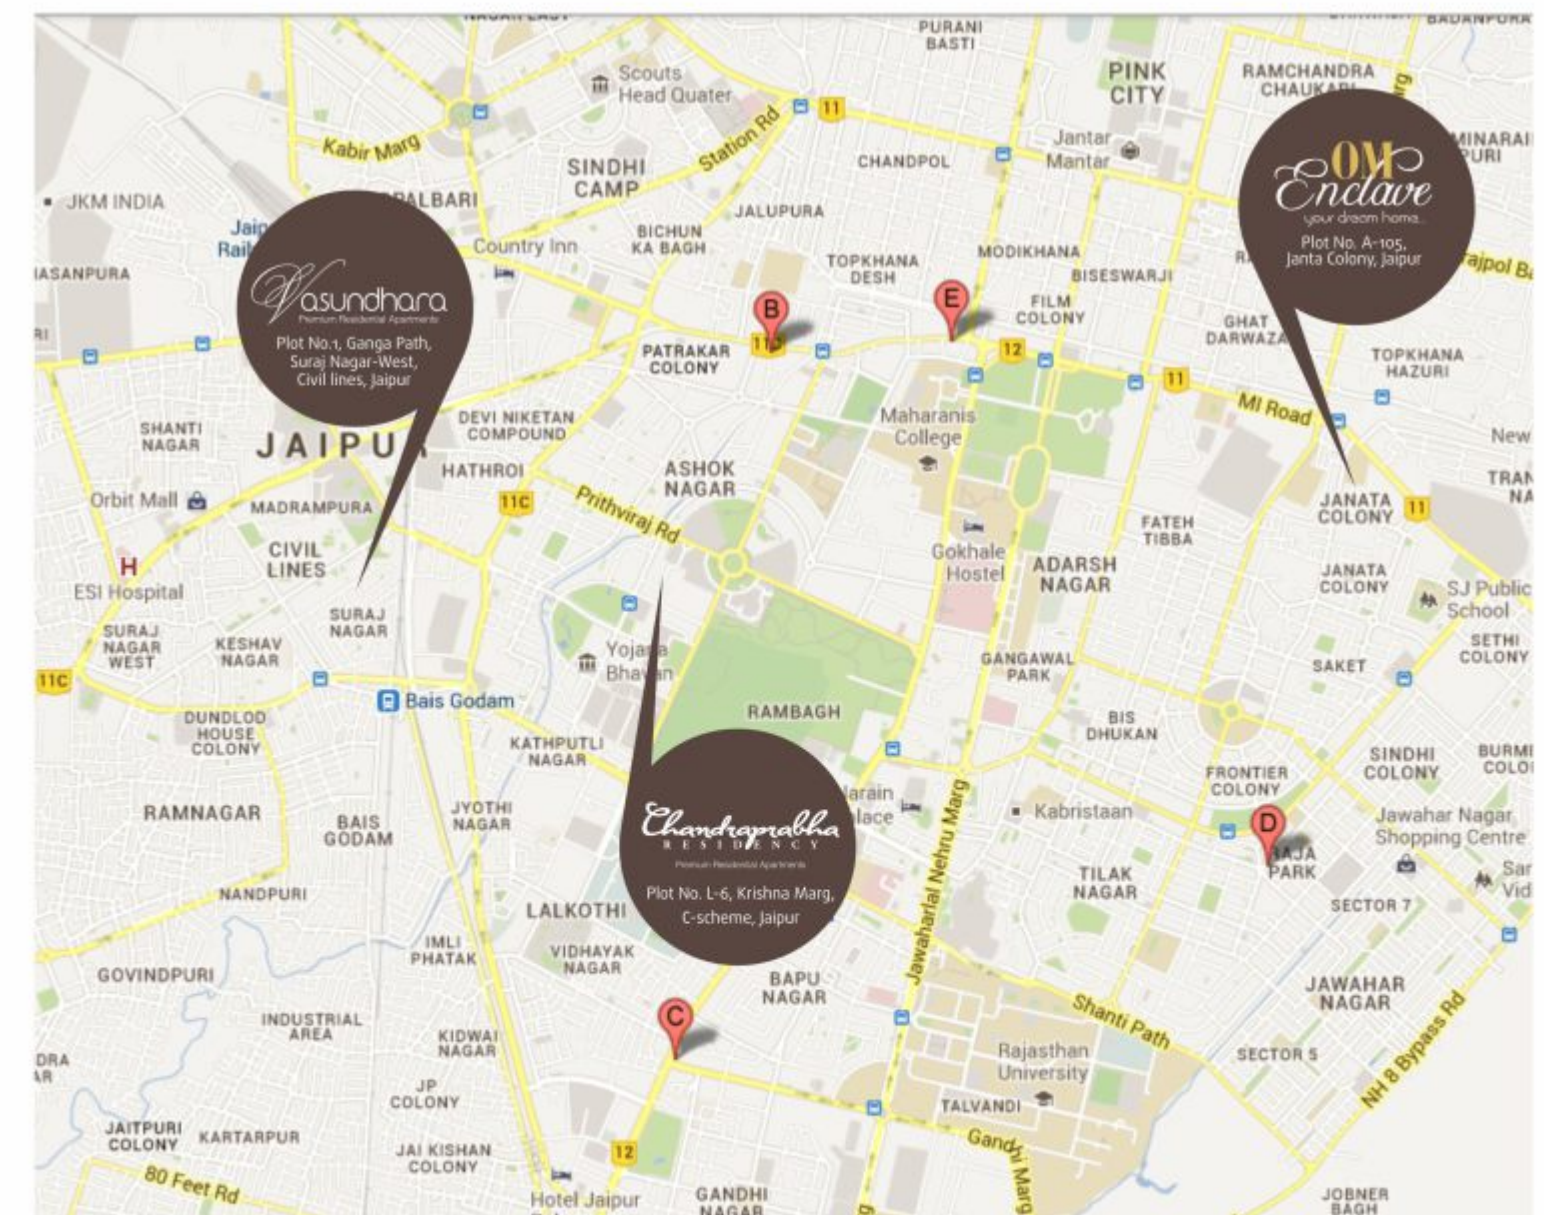 PURANI
BASTI
BADANPURA
Scouts
Head Quater
PINK
CITY
RAMCHANDRA
11
Kabir Marg
Station Rd
SINDHI
CAMP
CHANDPOL
Jantar
Mantar
OM
Enclave
your dream home...
Plot No. A-105,
Janta Colony, Jaipur
JKM INDIA
JALUPURA
BICHUN
KA BAGH
Country Inn
TOPKHANA
DESH
MODIKHANA
BISESWARJI
FILM
COLONY
GHAT
DARWAZA
Vasundhara
Premium Residential Apartments
Plot No.1, Ganga Path,
Suraj Nagar-West,
Civil lines, Jaipur
B
E
PATRAKAR
COLONY
12
11
TOPKHANA
HAZURI
MI Road
SHANTI
NAGAR
JAIPUR
DEVI NIKETAN
COMPOUND
HATHROI
Maharanis
College
New
ASHOK
NAGAR
Orbit Mall
MADRAMPURA
11C
Prithviraj Rd
JANATA
COLONY
11
FATEH
TIBBA
CIVIL
LINES
H
ESI Hospital
Gokhale
Hostel
ADARSH
NAGAR
JANATA
COLONY
SJ Public
School
SURAJ
NAGAR
SURAJ
NAGAR
WEST
KESHAV
NAGAR
Yojana
Bhavan
GANGAWAL
PARK
SAKET
SETHI
COLONY
11C
Bais Godam
RAMBAGH
DUNDLOD
HOUSE
COLONY
KATHPUTLI
NAGAR
BIS
DHUKAN
SINDHI
COLONY
FRONTIER
COLONY
RAMNAGAR
BAIS
GODAM
JYOTHI
NAGAR
Chandraprabha
RESIDENCY
Premium Residential Apartments
Plot No. L-6, Krishna Marg,
C-scheme, Jaipur
Kabristaan
D
PARK
Jawahar Nagar
Shopping Centre
Jawaharlal Nehru Marg
TILAK
NAGAR
SECTOR 7
NANDPURI
LALKOTHI
IMLI
PHATAK
VIDHAYAK
NAGAR
GOVINDPURI
BAPU
NAGAR
JAWAHAR
NAGAR
INDUSTRIAL
AREA
KIDWAI
NAGAR
C
Shanti Path
NH 8 Bypass Rd
Rajasthan
University
SECTOR 5
JP
COLONY
TALVANDI
JAITPURI
COLONY
KARTARPUR
JAI KISHAN
COLONY
12
Gandhi Marg
80 Feet Rd
Hotel Jaipur
GANDHI
NAGAR
JOBNER
BAGH